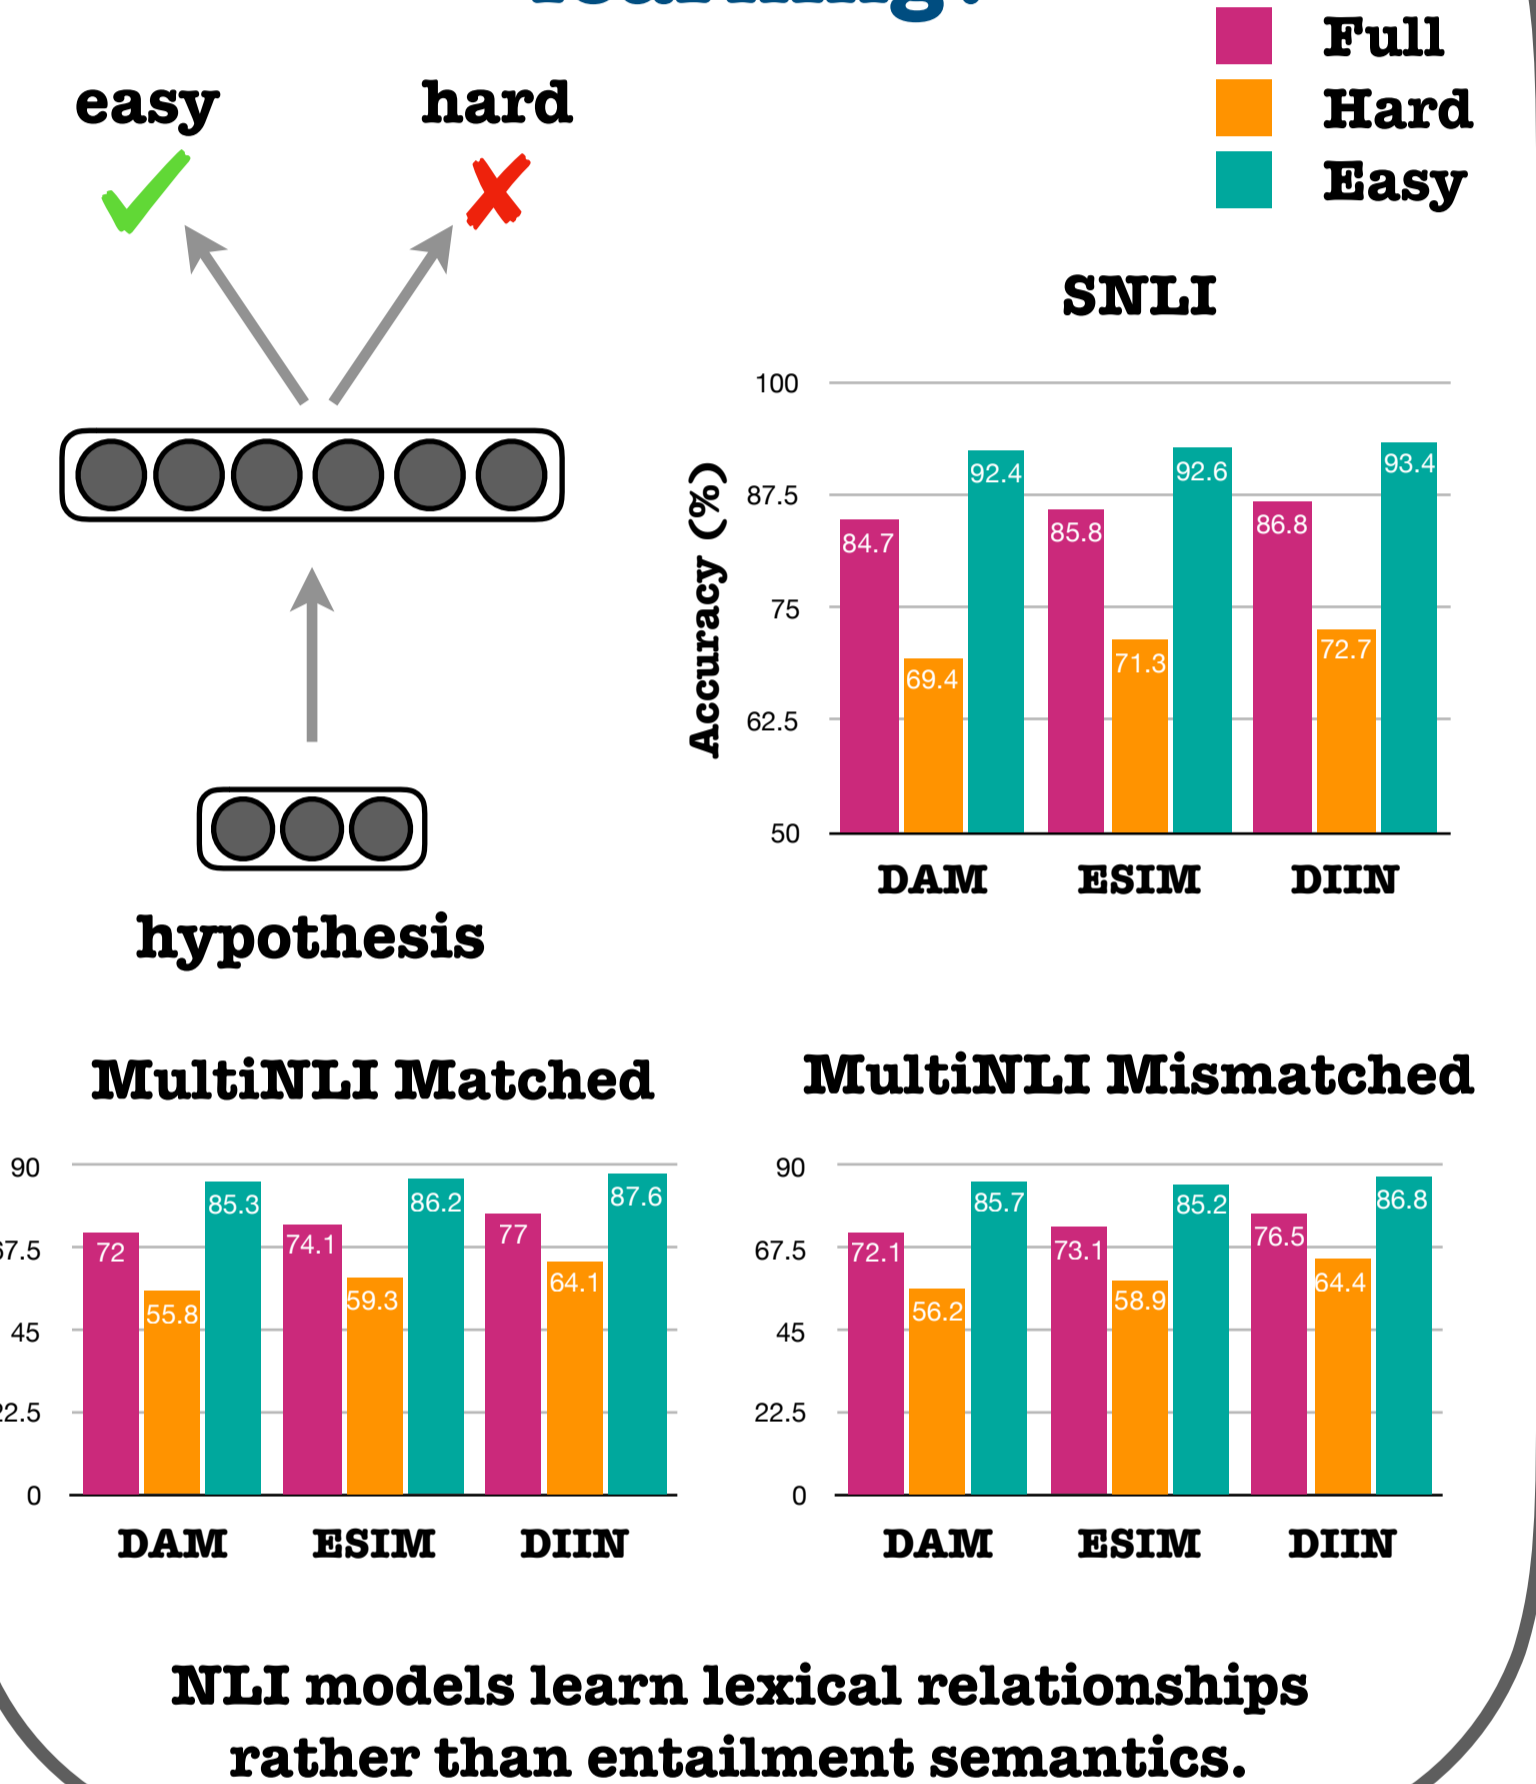 Full
Hard
Easy
easy
hard
hypothesis
SNLI
Accuracy (%)
100
87.5
75
62.5
50
84.7
69.4
92.4
85.8
71.3
92.6
86.8
72.7
93.4
DAM
ESIM
DIIN
MultiNLI Matched
90
45
0
72
55.8
85.3
74.1
59.3
86.2
77
64.1
87.6
DAM
ESIM
DIIN
MultiNLI Mismatched
90
67.5
45
22.5
0
72.1
56.2
85.7
73.1
58.9
85.2
76.5
64.4
86.8
DAM
ESIM
DIIN
NLI models learn lexical relationships
rather than entailment semantics.